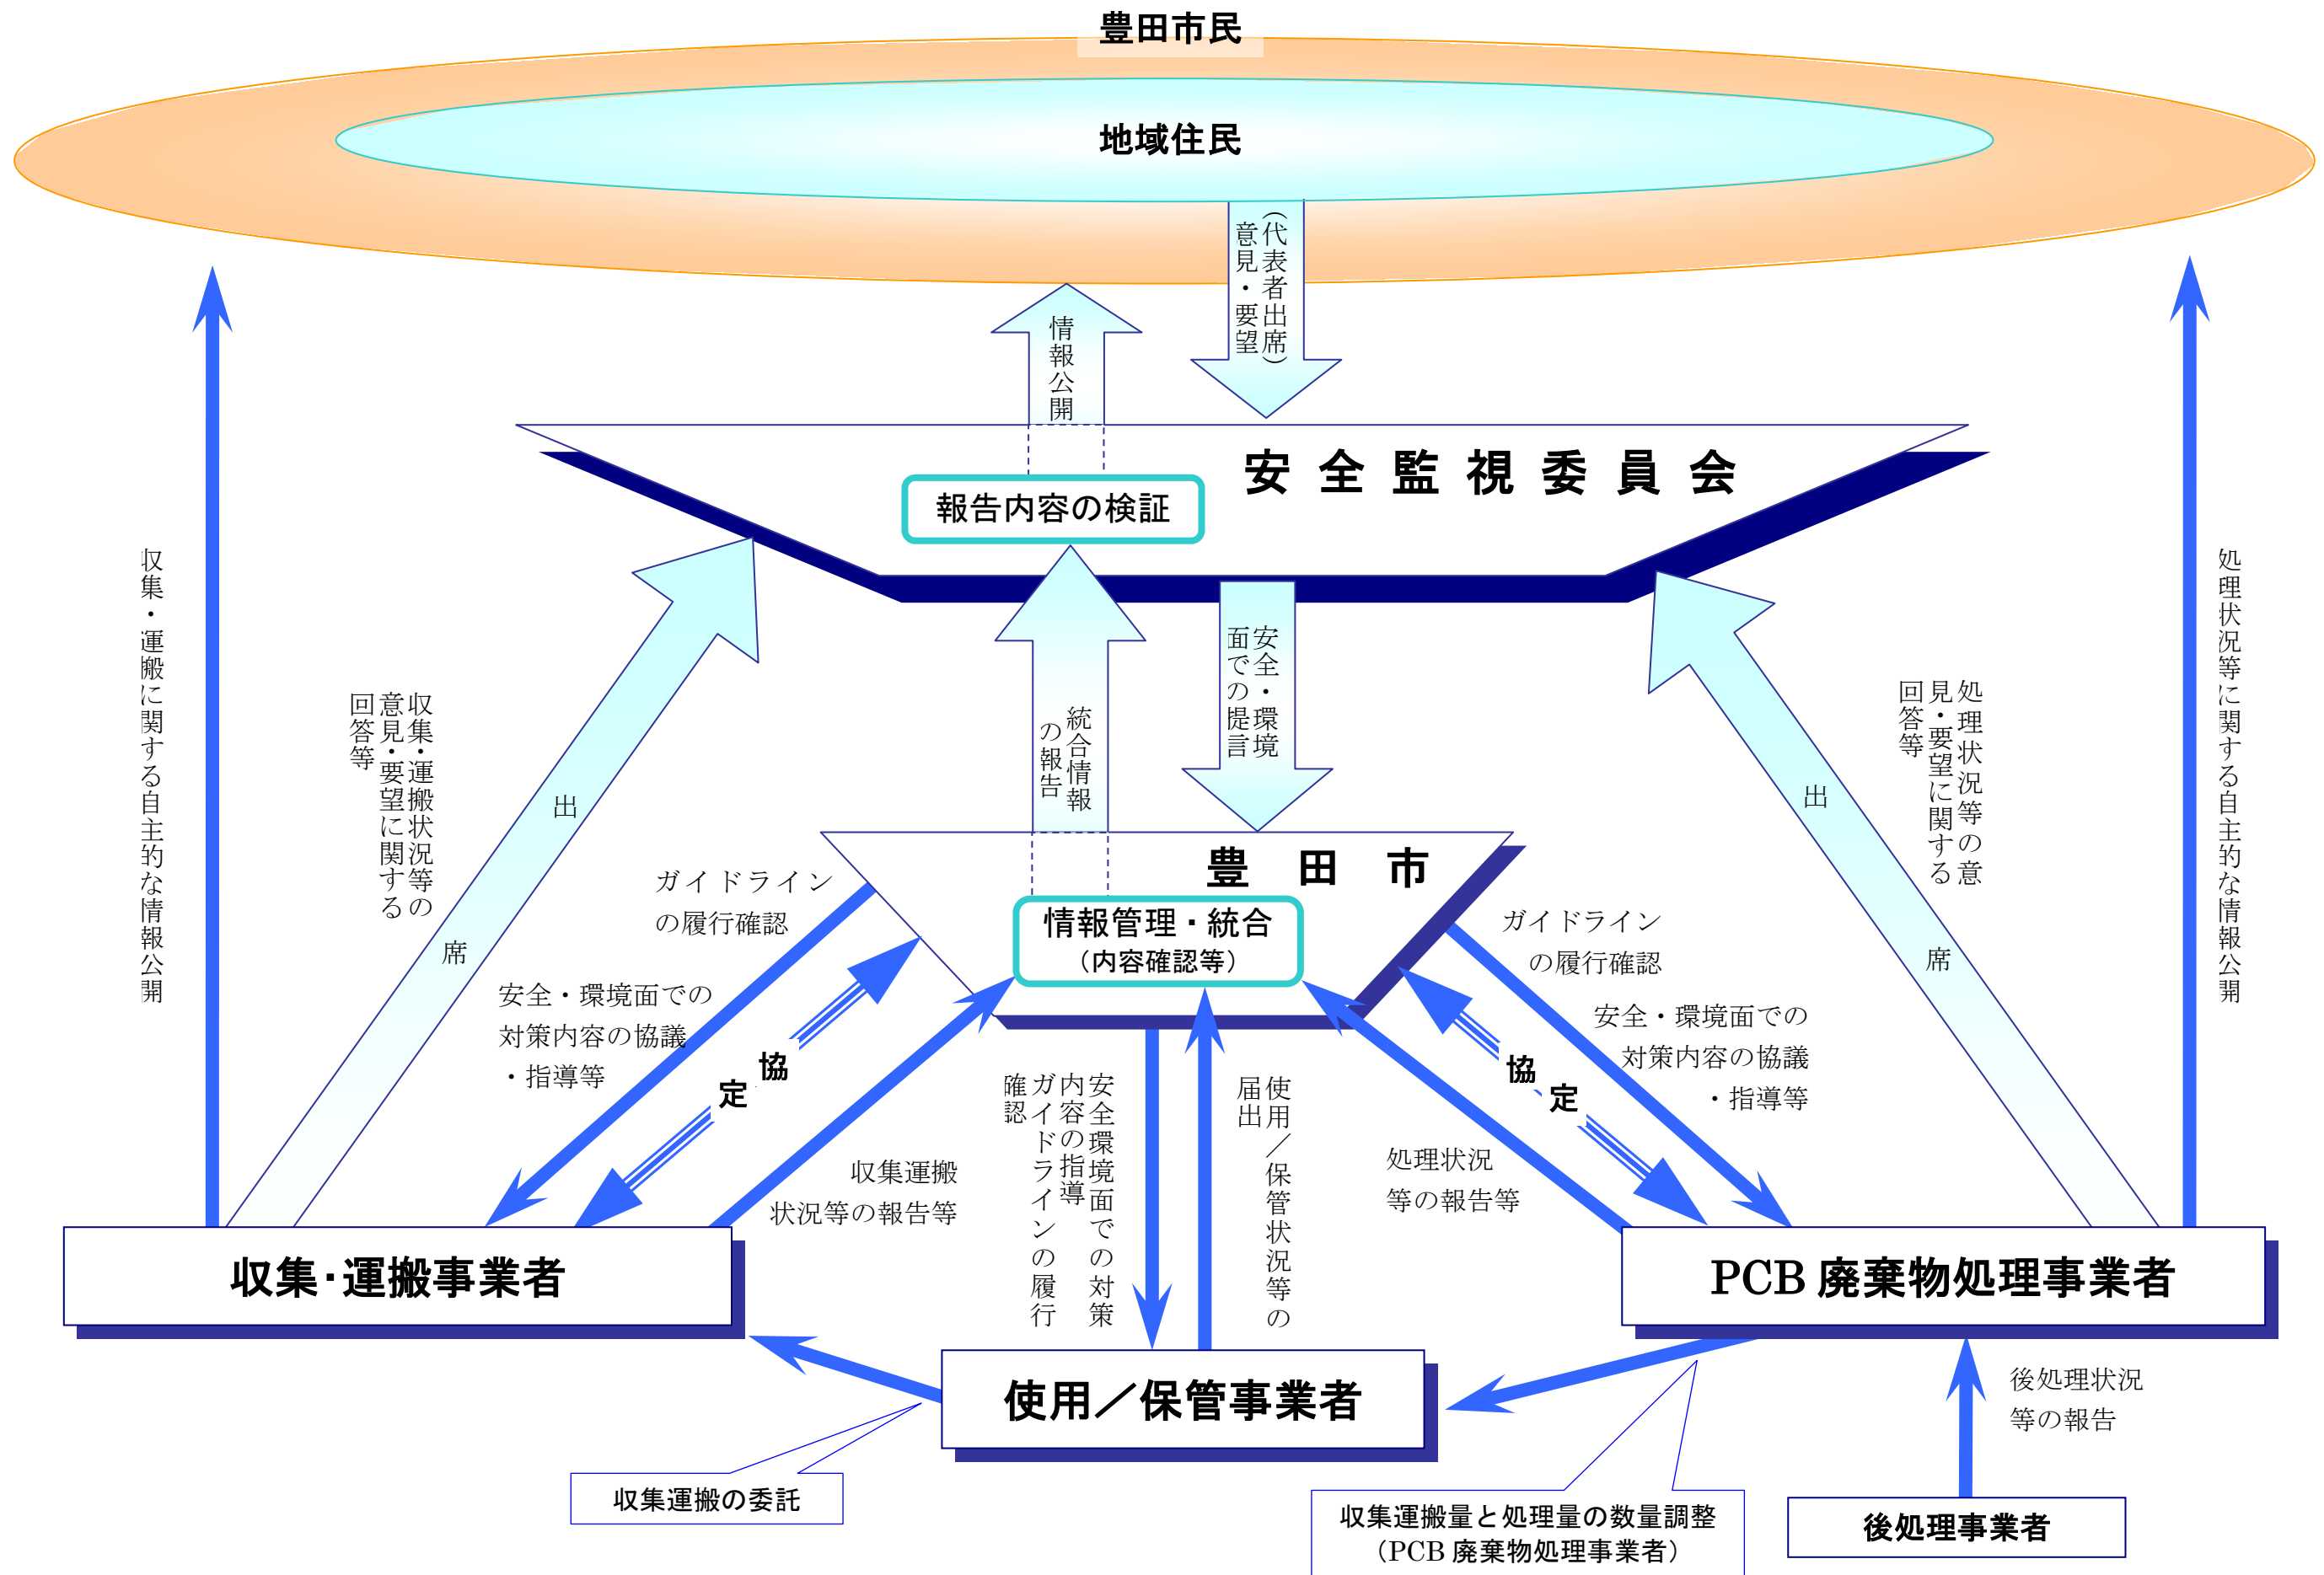 豊田市民
地域住民
（代表者出席）
意見・要望
情報公開
安全監視委員会
報告内容の検証
収集・運搬に関する自主的な情報公開
収集・運搬状況等の
意見・要望に関する
回答等
出席
統合情報
の報告
安全・環境
面での提言
出席
処理状況等の意
見・要望に関する
回答等
処理状況等に関する自主的な情報公開
豊田市
情報管理・統合
（内容確認等）
ガイドライン
の履行確認
安全・環境面での
対策内容の協議
・指導等
協定
収集運搬
状況等の報告等
安全環境面での対策
内容の指導
ガイドラインの履行
確認
使用／保管状況等の
届出
ガイドライン
の履行確認
安全・環境面での
対策内容の協議
・指導等
協定
処理状況
等の報告等
収集・運搬事業者
PCB 廃棄物処理事業者
使用／保管事業者
後処理状況
等の報告
収集運搬の委託
収集運搬量と処理量の数量調整
（PCB 廃棄物処理事業者）
後処理事業者